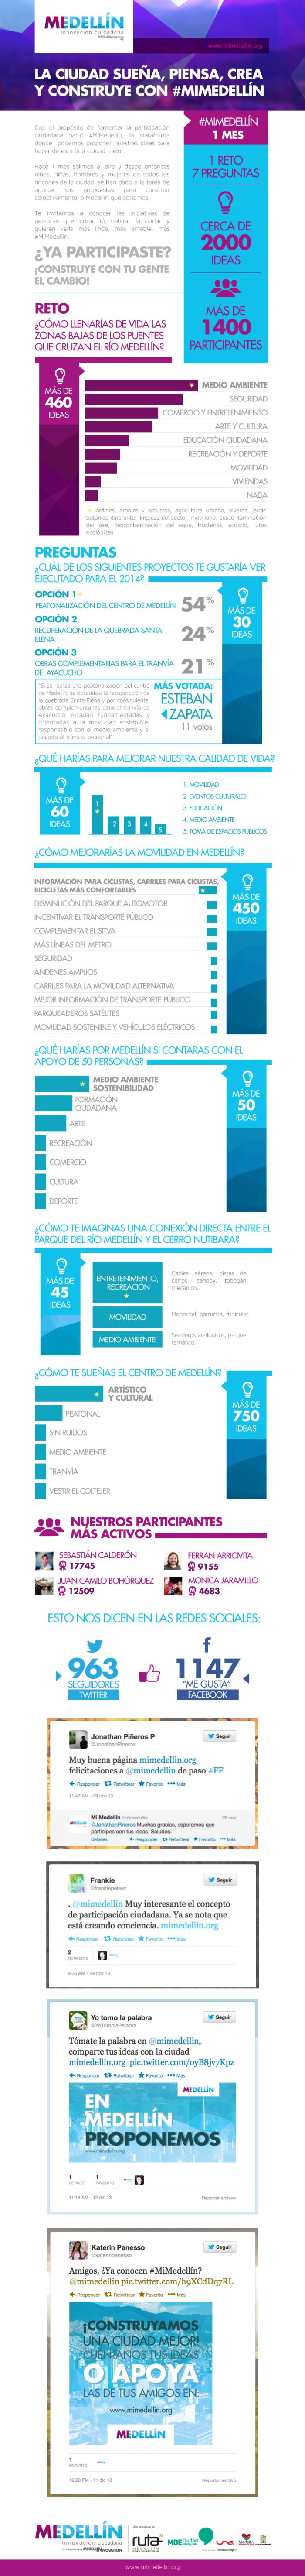 MEDELLÍN
Innovación ciudadana
www.mimedellin.org
LA CIUDAD SUEÑA, PIENSA, CREA
Y CONSTRUYE CON #MIMEDELLÍN
Con el propósito de fomentar la participación
ciudadana nació #MiMedellín, la plataforma
donde podemos proponer nuestras ideas para
hacer de esta una ciudad mejor.
Hace 1 mes salimos al aire y desde entonces
niños, niñas, hombres y mujeres de todos los
rincones de la ciudad, se han dado a la tarea de
aportar sus propuestas para construir
colectivamente la Medellín que soñamos.
Te invitamos a conocer las iniciativas de
personas que, como tú, habitan la ciudad y
quieren verla más linda, más amable, más
#MiMedellín.
¿YA PARTICIPASTE?
¡CONSTRUYE CON TU GENTE
EL CAMBIO!
#MIMEDELLÍN
1 MES
1 RETO
7 PREGUNTAS
CERCA DE
2000
IDEAS
MÁS DE
1400
PARTICIPANTES
RETO
¿CÓMO LLENARÍAS DE VIDA LAS
ZONAS BAJAS DE LOS PUENTES
QUE CRUZAN EL RÍO MEDELLÍN?
MÁS DE
460
IDEAS
MEDIO AMBIENTE
SEGURIDAD
COMERCIO Y ENTRETENIMIENTO
ARTE Y CULTURA
EDUCACIÓN CIUDADANA
RECREACIÓN Y DEPORTE
MOVILIDAD
VIVIENDAS
NADA
Jardines, árboles y arbustos, agricultura urbana, viveros, jardín
botánico itinerante, limpieza del sector, movilario, descontaminación
del aire, descontaminación del agua, trucheras, acuario, rutas
ecológicas.
PREGUNTAS
¿CUÁL DE LOS SIGUIENTES PROYECTOS TE GUSTARÍA VER
EJECUTADO PARA EL 2014?
OPCIÓN 1
PEATONALIZACIÓN DEL CENTRO DE MEDELLÍN
54%
OPCIÓN 2
RECUPERACIÓN DE LA QUEBRADA SANTA
ELENA
24%
OPCIÓN 3
OBRAS COMPLEMENTARIAS PARA EL TRANVÍA
DE AYACUCHO
21%
MÁS DE
30
IDEAS
"Si se realiza una peatonalización del centro
de Medellín, se obligaría a la recuperación de
la quebrada Santa Elena y por consiguiente,
obras complementarias para el tranvía de
Ayacucho estarían fundamentadas y
orientadas a la movilidad sostenible,
responsable con el medio ambiente y el
respeto al tránsito peatonal"
MÁS VOTADA:
ESTEBAN
ZAPATA
11 votos
¿QUÉ HARÍAS PARA MEJORAR NUESTRA CALIDAD DE VIDA?
MÁS DE
60
IDEAS
1
2
3
4
5
1. MOVILIDAD
2. EVENTOS CULTURALES
3. EDUCACIÓN
4. MEDIO AMBIENTE
5. TOMA DE ESPACIOS PÚBLICOS
¿CÓMO MEJORARÍAS LA MOVILIDAD EN MEDELLÍN?
INFORMACIÓN PARA CICLISTAS, CARRILES PARA CICLISTAS,
BICICLETAS MÁS CONFORTABLES
DISMINUCIÓN DEL PARQUE AUTOMOTOR
INCENTIVAR EL TRANSPORTE PÚBLICO
COMPLEMENTAR EL SITVA
MÁS LÍNEAS DEL METRO
SEGURIDAD
ANDENES AMPLIOS
CARRILES PARA LA MOVILIDAD ALTERNATIVA
MEJOR INFORMACIÓN DE TRANSPORTE PÚBLICO
PARQUEADEROS SATÉLITES
MOVILIDAD SOSTENIBLE Y VEHÍCULOS ELÉCTRICOS
MÁS DE
450
IDEAS
¿QUÉ HARÍAS POR MEDELLÍN SI CONTARAS CON EL
APOYO DE 50 PERSONAS?
MEDIO AMBIENTE
SOSTENIBILIDAD
FORMACIÓN
CIUDADANA
ARTE
RECREACIÓN
COMERCIO
CULTURA
DEPORTE
MÁS DE
50
IDEAS
¿CÓMO TE IMAGINAS UNA CONEXIÓN DIRECTA ENTRE EL
PARQUE DEL RÍO MEDELLÍN Y EL CERRO NUTIBARA?
MÁS DE
45
IDEAS
ENTRETENIMIENTO,
RECREACIÓN
Cables aéreos, pistas de
carros, canopy, tobogán
mecánico.
MOVILIDAD
Monorriel, garrucha, funicular.
MEDIO AMBIENTE
Senderos ecológicos, parque
temático.
¿CÓMO TE SUEÑAS EL CENTRO DE MEDELLÍN?
ARTÍSTICO
Y CULTURAL
PEATONAL
SIN RUIDOS
MEDIO AMBIENTE
TRANVÍA
VESTIR EL COLTEJER
MÁS DE
750
IDEAS
NUESTROS PARTICIPANTES
MÁS ACTIVOS
SEBASTIÁN CALDERÓN
17745
FERRAN ARRICIVITA
9155
JUAN CAMILO BOHÓRQUEZ
12509
MONICA JARAMILLO
4683
ESTO NOS DICEN EN LAS REDES SOCIALES:
963
SEGUIDORES
TWITTER
f
1147
"ME GUSTA"
FACEBOOK
Jonathan Piñeros P
@JonathanPineros
Seguir
Muy buena página mimedellin.org
felicitaciones a @mimedellin de paso #FF
Responder Retwittear Favorito Más
11:47 AM - 29 nov 13
Mi Medellín @mimedellin
29 nov
@JonathanPineros Muchas gracias, esperamos que
participes con tus ideas. Saludos.
Detalles
Responder Retwittear Favorito Más
Frankie
@frankiepelaez
Seguir
. @mimedellin Muy interesante el concepto
de participación ciudadana. Ya se nota que
está creando conciencia. mimedellin.org
Responder Retwittear Favorito Más
2
RETWEETS
9:35 AM - 28 nov 13
Yo tomo la palabra
@YoTomolaPalabra
Seguir
Tómate la palabra en @mimedellin,
comparte tus ideas con la ciudad
mimedellin.org pic.twitter.com/oyB8jv7Kpz
Responder Retwittear Favorito Más
MEDELLÍN
EN
MEDELLÍN
PROPONEMOS
www.mimedellin.org
1
RETWEET
1
FAVORITO
11:18 AM - 12 dic 13
Reportar archivo
Katerin Panesso
@katerinpanesso
Seguir
Amigos, ¿Ya conocen #MiMedellín?
@mimedellin pic.twitter.com/h9XCdDq7RL
Responder Retwittear Favorito Más
¡CONSTRUYAMOS
UNA CIUDAD MEJOR!
CUÉNTANOS TUS IDEAS
O APOYA
LAS DE TUS AMIGOS EN:
www.mimedellin.org
MEDELLÍN
1
FAVORITO
12:20 PM - 11 dic 13
Reportar archivo
MEDELLÍN
Innovación ciudadana
ruta
MDEciudad
www.mimedellin.org